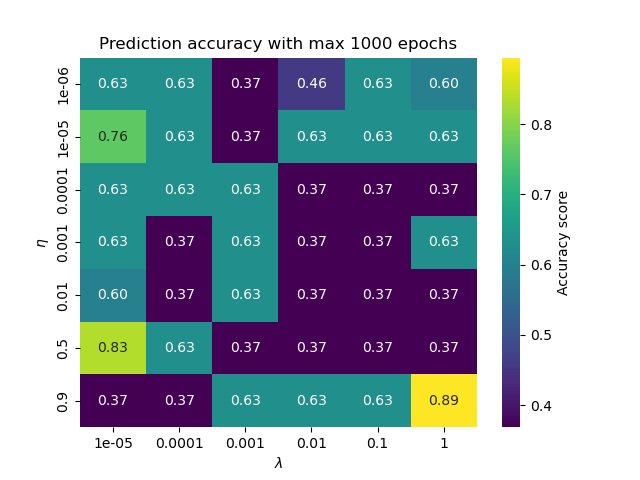 Prediction accuracy with max 1000 epochs
1e-06 0.63 0.63 0.37 0.46 0.63 0.60
1e-05 0.76 0.63 0.37 0.63 0.63 0.63
0.0001 0.63 0.63 0.63 0.37 0.37 0.37
0.001 0.63 0.37 0.63 0.37 0.37 0.63
0.01 0.60 0.37 0.63 0.37 0.37 0.37
0.5 0.83 0.63 0.37 0.37 0.37 0.37
0.9 0.37 0.37 0.63 0.63 0.63 0.89
1e-05 0.0001 0.001 0.01 0.1 1
λ
η
0.8
0.7
0.6
0.5
0.4
Accuracy score